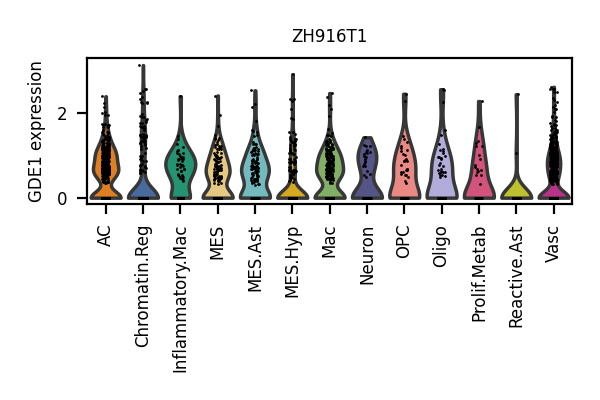 ZH916T1
GDE1 expression
2
0
AC
Chromatin.Reg
Inflammatory.Mac
MES
MES.Ast
MES.Hyp
Mac
Neuron
OPC
Oligo
Prolif.Metab
Reactive.Ast
Vasc